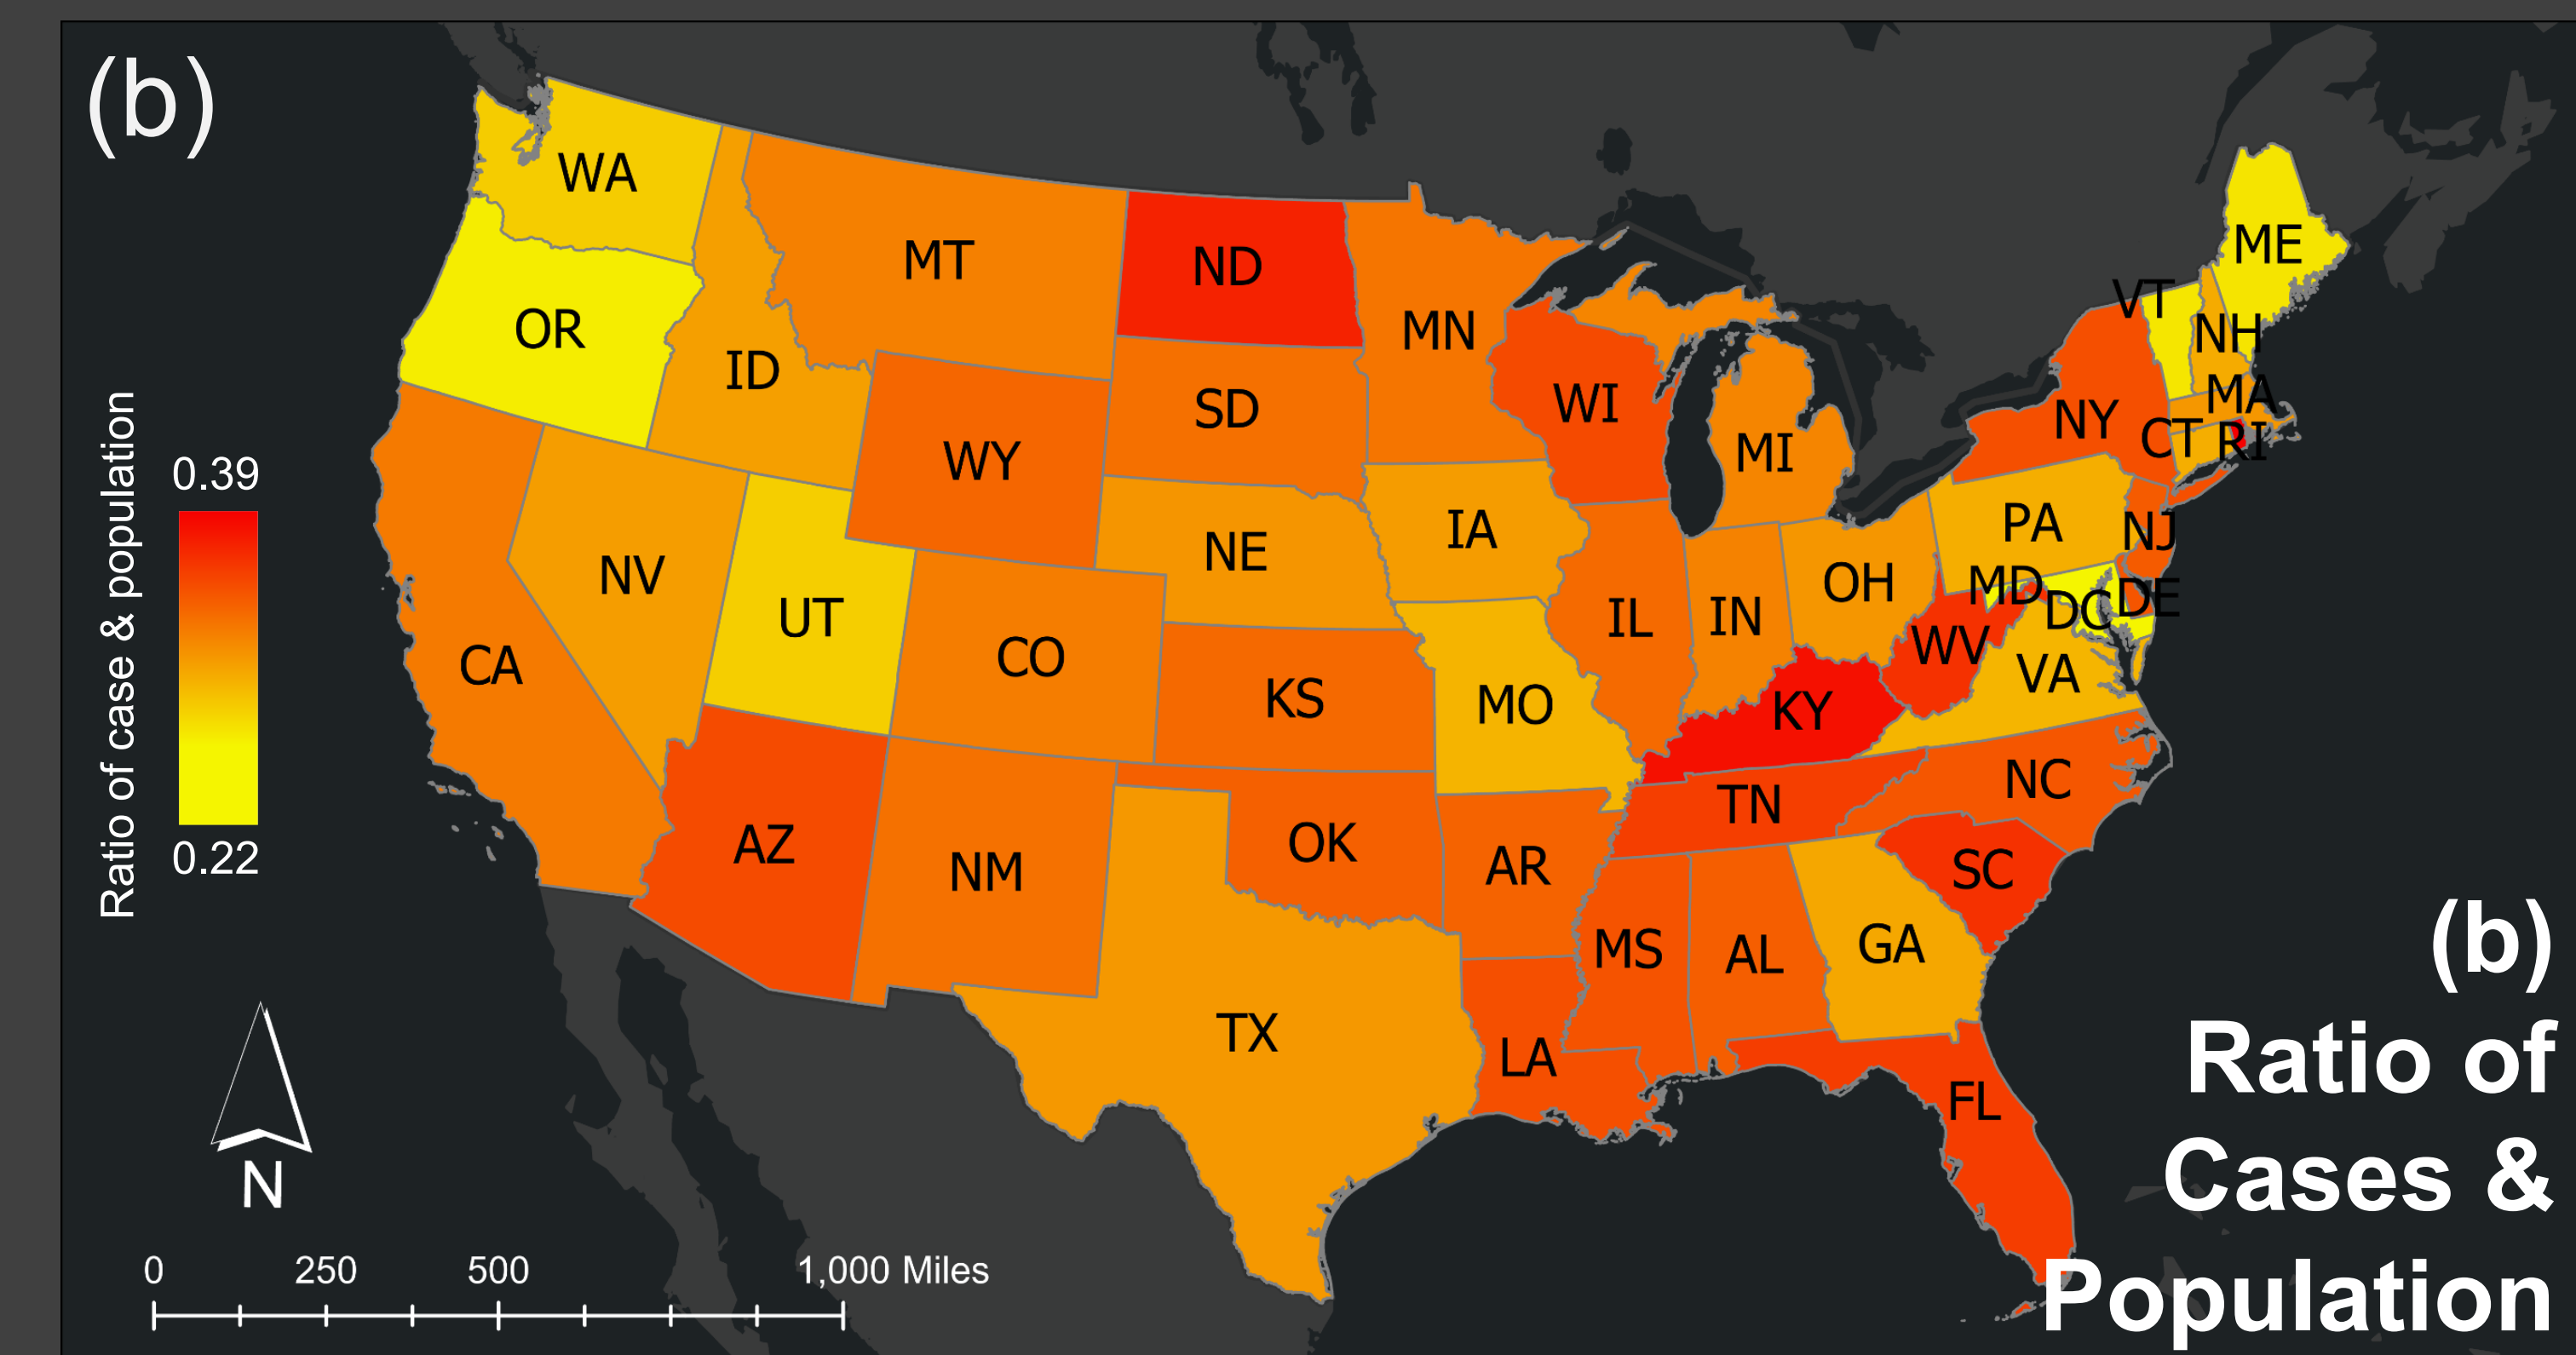 (b)
WA
OR
CA
ID
NV
UT
AZ
MT
WY
CO
NM
ND
SD
NE
KS
OK
TX
MN
IA
MO
AR
LA
WI
IL
MI
IN
OH
KY
TN
MS
AL
GA
FL
SC
NC
VA
WV
MD
DC
DE
PA
NJ
NY
CT
RI
MA
NH
VT
ME
Ratio of case & population
0.39
0.22
N
0 250 500 1,000 Miles
(b)
Ratio of
Cases &
Population